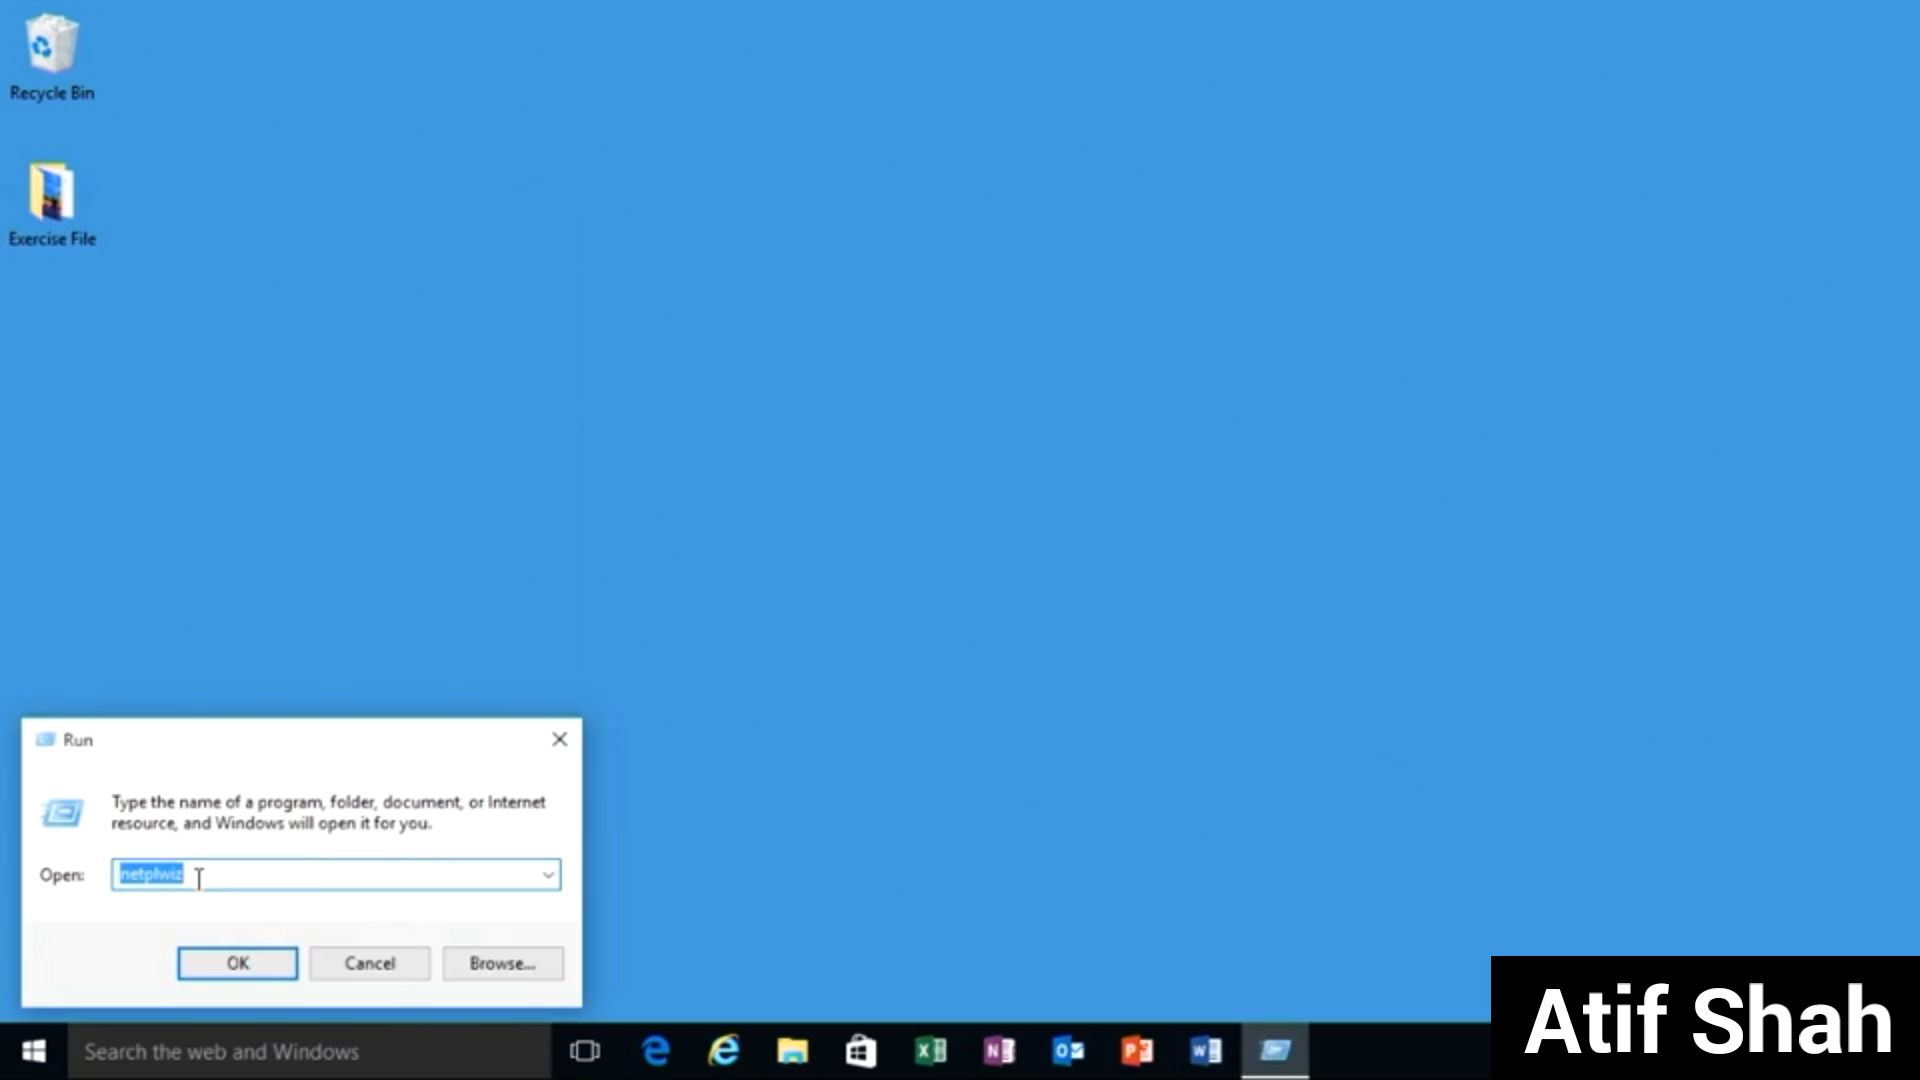 Recycle Bin
Exercise File
Run
Type the name of a program, folder, document, or Internet
resource, and Windows will open it for you.
Open:
netplwiz
OK
Cancel
Browse...
Search the web and Windows
Atif Shah